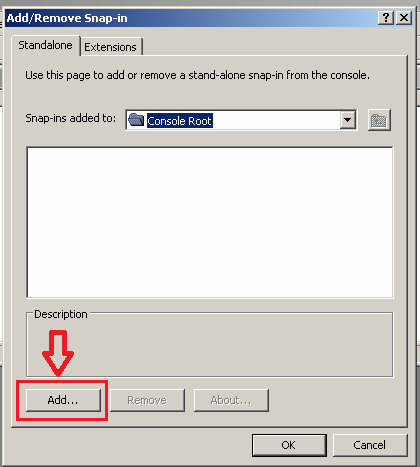 Add/Remove Snap-in
Standalone
Extensions
Use this page to add or remove a stand-alone snap-in from the console.
Snap-ins added to:
Console Root
Description
Add...
Remove
About...
OK
Cancel